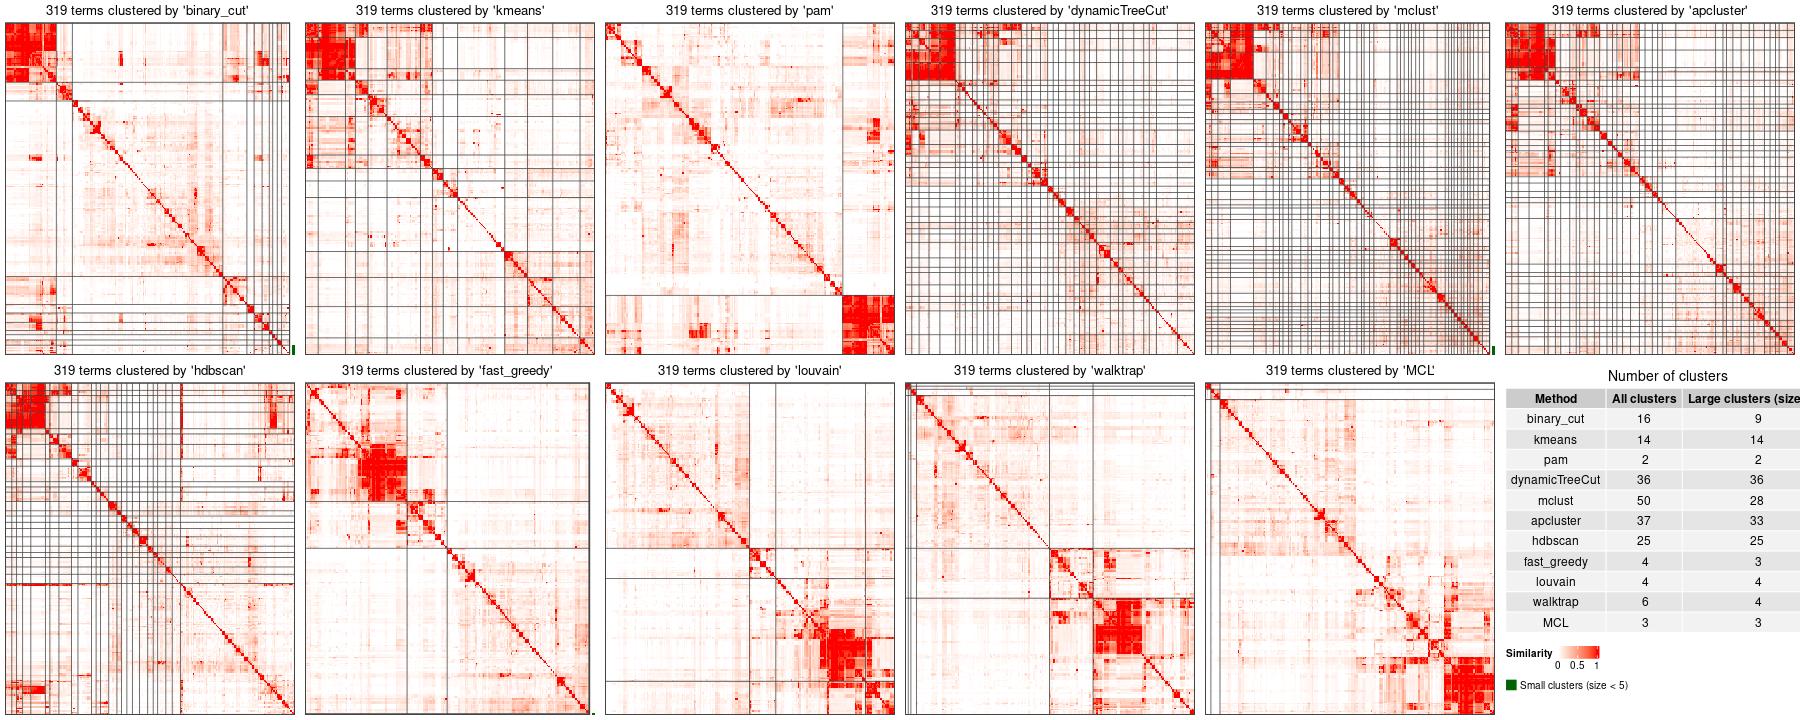 319 terms clustered by 'binary_cut'
319 terms clustered by 'kmeans'
319 terms clustered by 'pam'
319 terms clustered by 'dynamicTreeCut'
319 terms clustered by 'mclust'
319 terms clustered by 'apcluster'
319 terms clustered by 'hdbscan'
319 terms clustered by 'fast_greedy'
319 terms clustered by 'louvain'
319 terms clustered by 'walktrap'
319 terms clustered by 'MCL'
Number of clusters
Method All clusters Large clusters (size
binary_cut 16 9
kmeans 14 14
pam 2 2
dynamicTreeCut 36 36
mclust 50 28
apcluster 37 33
hdbscan 25 25
fast_greedy 4 3
louvain 4 4
walktrap 6 4
MCL 3 3
Similarity
0 0.5 1
Small clusters (size < 5)